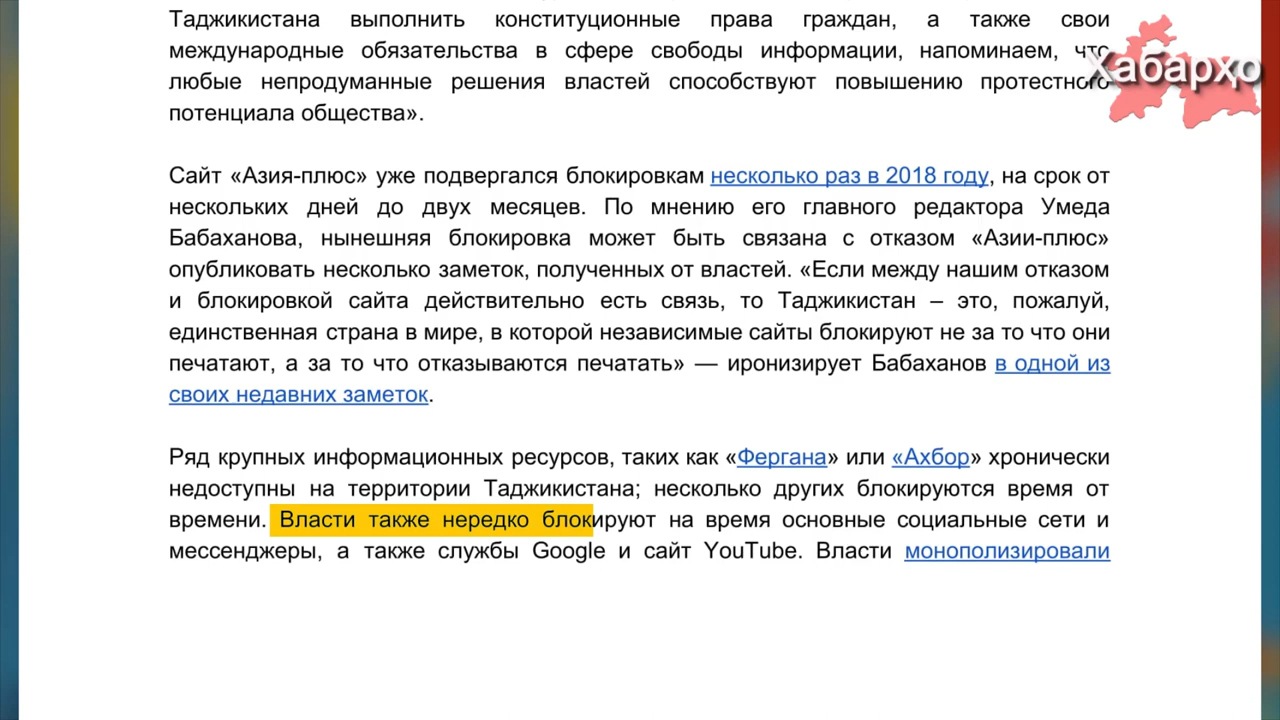 Таджикистана выполнить конституционные права граждан, а также свои
международные обязательства в сфере свободы информации, напоминаем, что
любые непродуманные решения властей способствуют повышению протестного
потенциала общества».
Хабарҳо
Сайт «Азия-плюс» уже подвергался блокировкам несколько раз в 2018 году, на срок от
нескольких дней до двух месяцев. По мнению его главного редактора Умеда
Бабаханова, нынешняя блокировка может быть связана с отказом «Азии-плюс»
опубликовать несколько заметок, полученных от властей. «Если между нашим отказом
и блокировкой сайта действительно есть связь, то Таджикистан – это, пожалуй,
единственная страна в мире, в которой независимые сайты блокируют не за то что они
печатают, а за то что отказываются печатать» — иронизирует Бабаханов в одной из
своих недавних заметок.
Ряд крупных информационных ресурсов, таких как «Фергана» или «Ахбор» хронически
недоступны на территории Таджикистана; несколько других блокируются время от
времени. Власти также нередко блокируют на время основные социальные сети и
мессенджеры, а также службы Google и сайт YouTube. Власти монополизировали